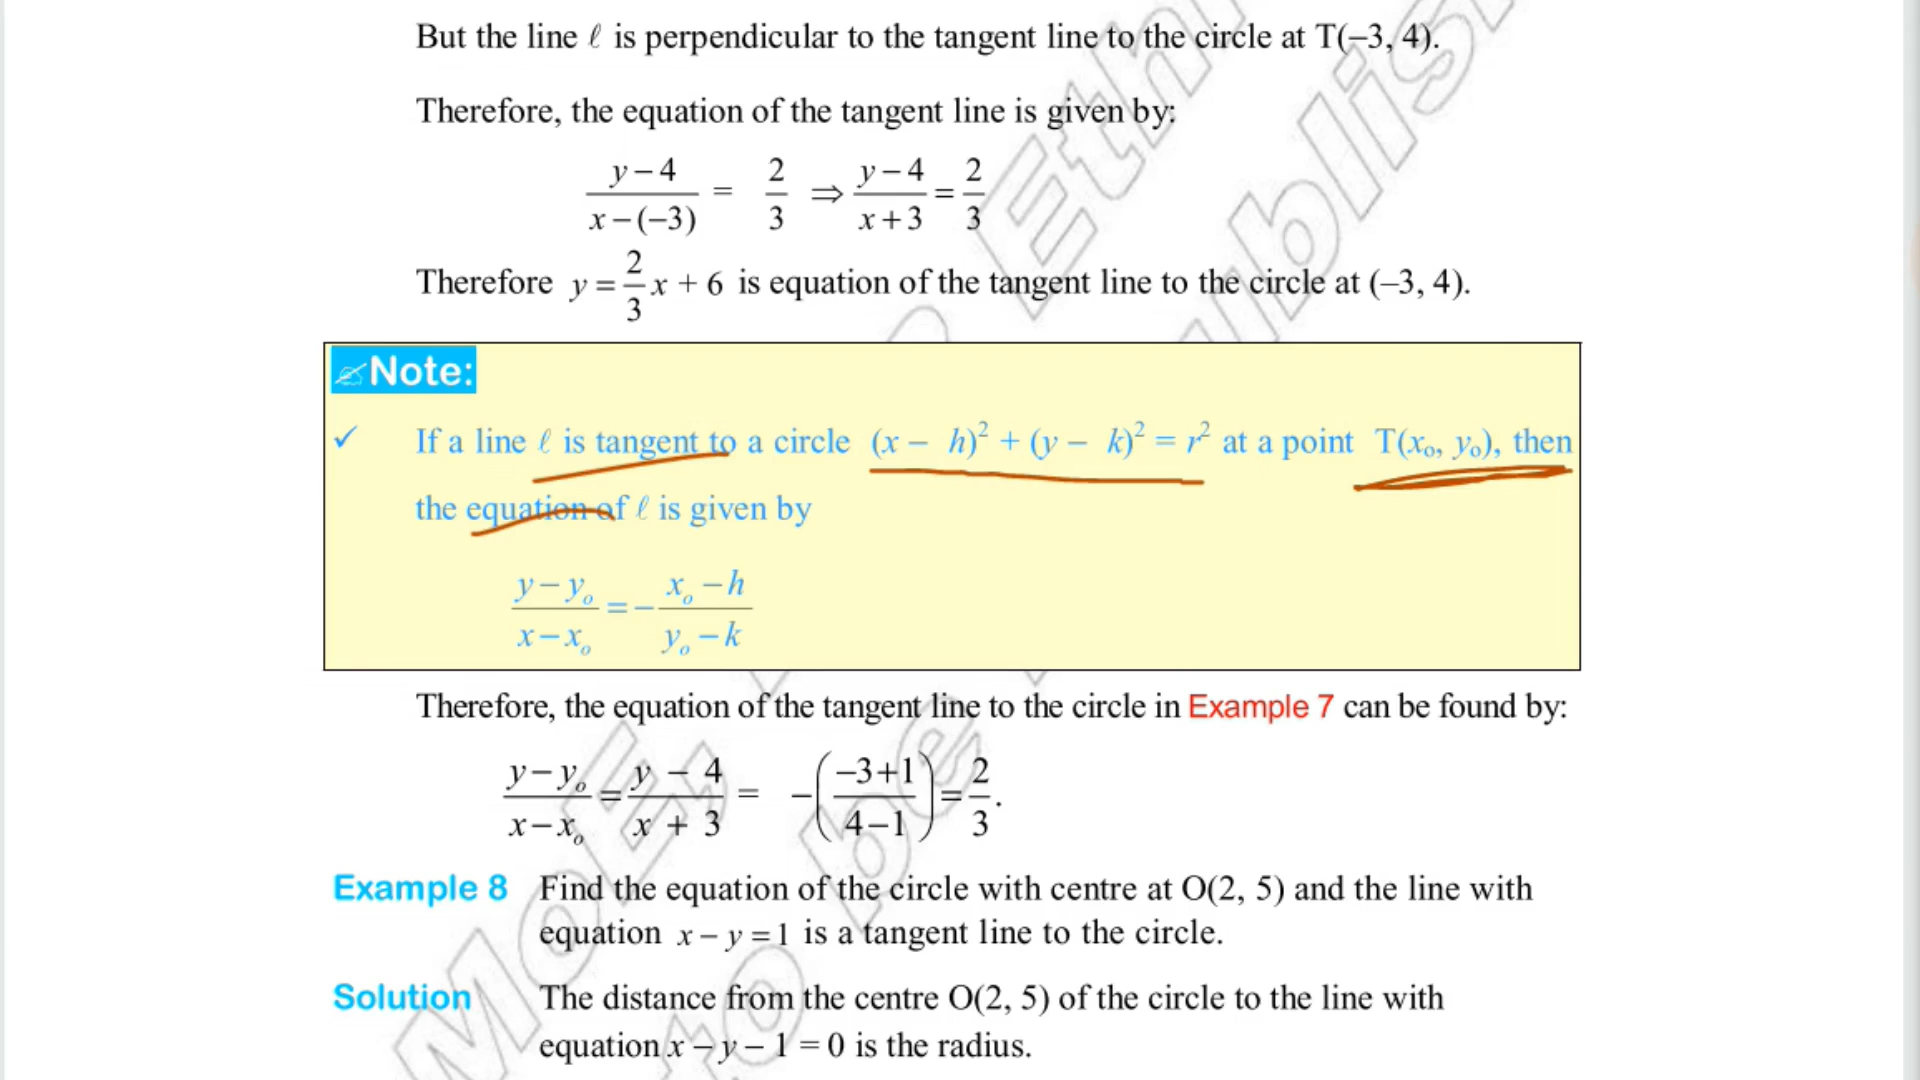 But the line ℓ is perpendicular to the tangent line to the circle at T(–3, 4).
Therefore, the equation of the tangent line is given by:
(y – 4)/(x – (–3)) = 2/3 ⇒ (y – 4)/(x + 3) = 2/3
Therefore y = 2/3 x + 6 is equation of the tangent line to the circle at (–3, 4).
Note:
✓ If a line ℓ is tangent to a circle (x – h)² + (y – k)² = r² at a point T(x₀, y₀), then
the equation of ℓ is given by
(y – y₀)/(x – x₀) = – (x₀ – h)/(y₀ – k)
Therefore, the equation of the tangent line to the circle in Example 7 can be found by:
(y – y₀)/(x – x₀) = (y – 4)/(x + 3) = –((–3+1)/(4–1)) = 2/3.
Example 8 Find the equation of the circle with centre at O(2, 5) and the line with
equation x – y = 1 is a tangent line to the circle.
Solution The distance from the centre O(2, 5) of the circle to the line with
equation x – y – 1 = 0 is the radius.